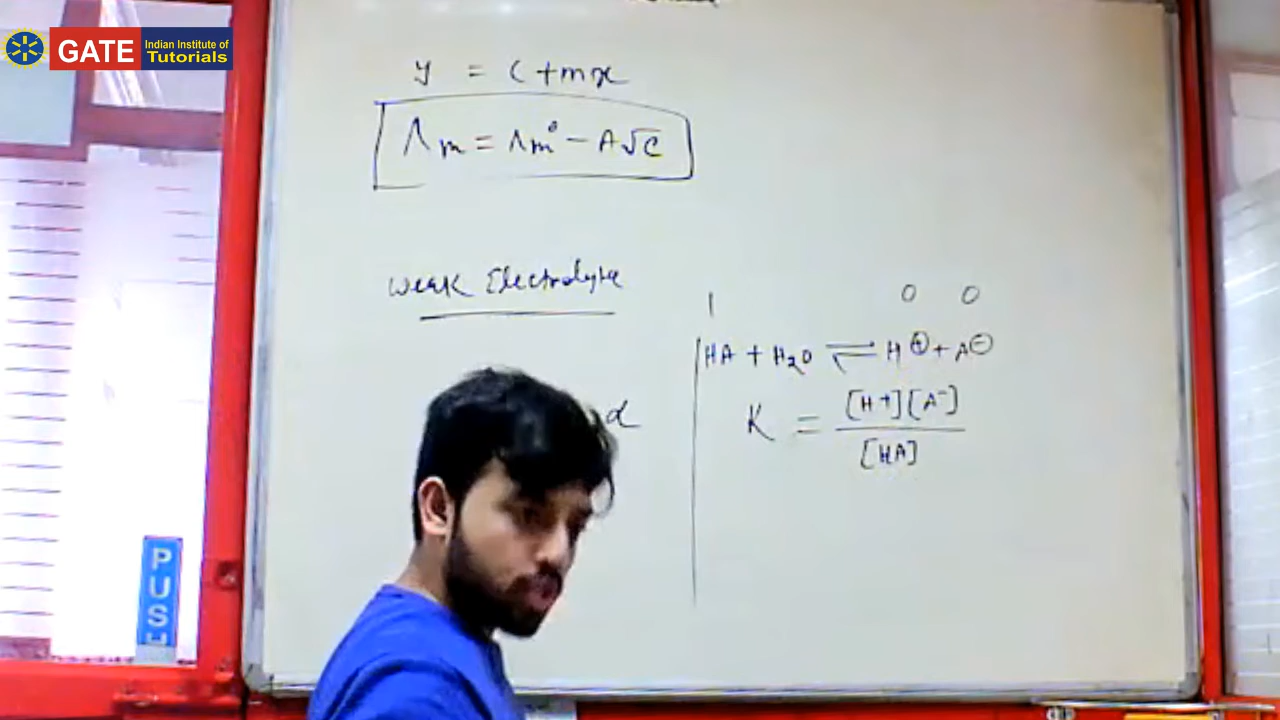 GATE
Indian Institute of
Tutorials
y = C + mx
Λm = Λm° − A√C
Weak Electrolyte
1 0 0
HA + H₂O ⇌ H⊕ + A⊖
α
K = [H+][A⁻]
[HA]
PUSH